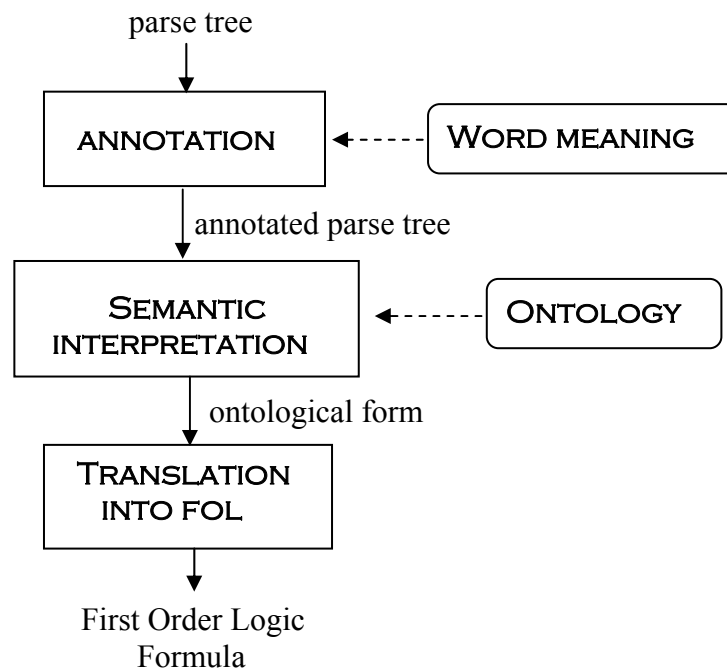 parse tree
ANNOTATION
WORD MEANING
annotated parse tree
SEMANTIC
INTERPRETATION
ONTOLOGY
ontological form
TRANSLATION
INTO FOL
First Order Logic
Formula